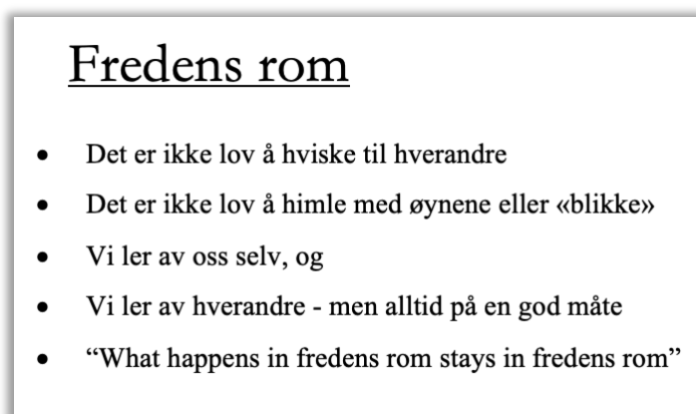 Fredens rom
• Det er ikke lov å hviske til hverandre
• Det er ikke lov å himle med øynene eller «blikke»
• Vi ler av oss selv, og
• Vi ler av hverandre - men alltid på en god måte
• “What happens in fredens rom stays in fredens rom”